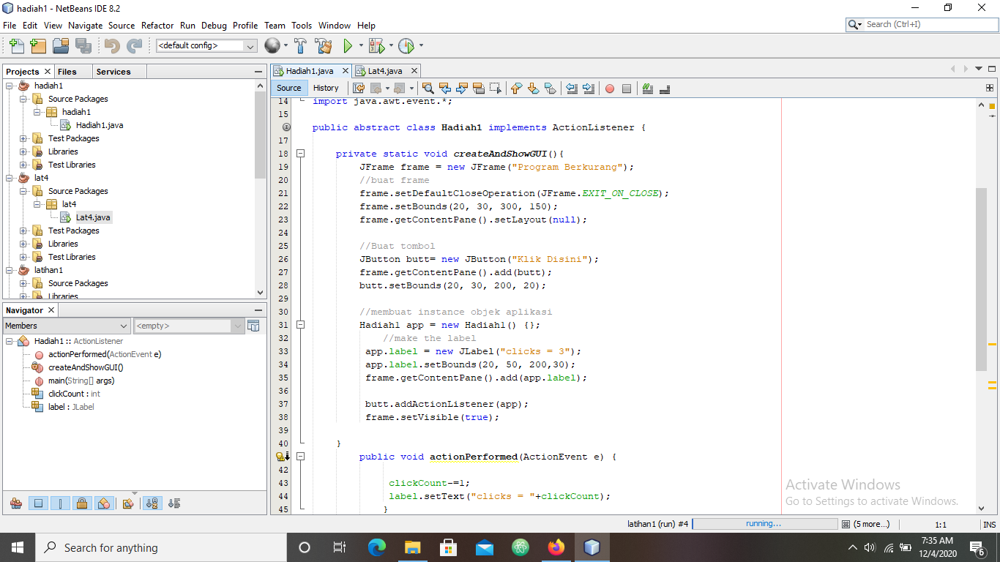 hadiah1 - NetBeans IDE 8.2
File Edit View Navigate Source Refactor Run Debug Profile Team Tools Window Help
Search (Ctrl+I)
<default config>
Projects
Files
Services
hadiah1
Source Packages
hadiah1
Hadiah1.java
Test Packages
Libraries
Test Libraries
lat4
Source Packages
lat4
Lat4.java
Test Packages
Libraries
Test Libraries
latihan1
Source Packages
Libraries
Navigator
Members
<empty>
Hadiah1 :: ActionListener
actionPerformed(ActionEvent e)
createAndShowGUI()
main(String[] args)
clickCount : int
label : JLabel
Hadiah1.java
Lat4.java
Source
History
14 import java.awt.event.*;
15
public abstract class Hadiah1 implements ActionListener {
17
18 private static void createAndShowGUI(){
19 JFrame frame = new JFrame("Program Berkurang");
20 //buat frame
21 frame.setDefaultCloseOperation(JFrame.EXIT_ON_CLOSE);
22 frame.setBounds(20, 30, 300, 150);
23 frame.getContentPane().setLayout(null);
24
25 //Buat tombol
26 JButton butt= new JButton("Klik Disini");
27 frame.getContentPane().add(butt);
28 butt.setBounds(20, 30, 200, 20);
29
30 //membuat instance objek aplikasi
31 Hadiah1 app = new Hadiah1() {};
32 //make the label
33 app.label = new JLabel("clicks = 3");
34 app.label.setBounds(20, 50, 200,30);
35 frame.getContentPane().add(app.label);
36
37 butt.addActionListener(app);
38 frame.setVisible(true);
39
40 }
public void actionPerformed(ActionEvent e) {
42
43 clickCount-=1;
44 label.setText("clicks = "+clickCount);
45 }
Activate Windows
Go to Settings to activate Windows.
latihan1 (run) #4
running...
(5 more...)
1:1
INS
Search for anything
7:35 AM
12/4/2020
6